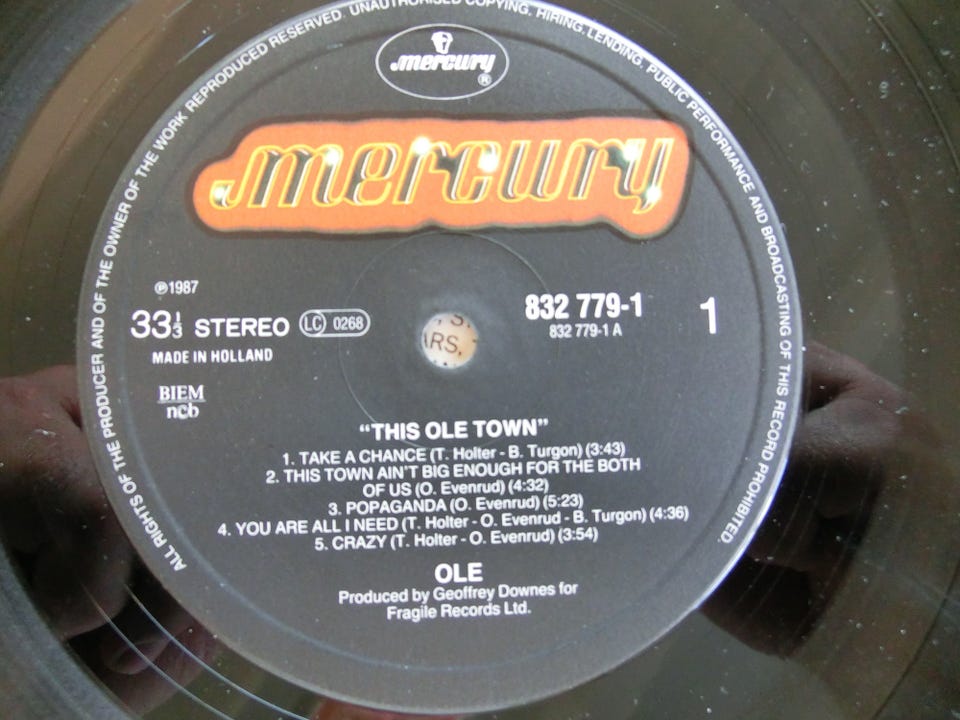 ALL RIGHTS OF THE PRODUCER AND OF THE OWNER OF THE WORK REPRODUCED RESERVED. UNAUTHORISED COPYING. HIRING. LENDING. PUBLIC PERFORMANCE AND BROADCASTING OF THIS RECORD PROHIBITED.
mercury ®
mercury
℗1987
33 1/3 STEREO LC 0268
MADE IN HOLLAND
BIEM
ncb
832 779-1
832 779-1 A
1
S.
ARS,
"THIS OLE TOWN"
1. TAKE A CHANCE (T. Holter - B. Turgon) (3:43)
2. THIS TOWN AIN'T BIG ENOUGH FOR THE BOTH
OF US (O. Evenrud) (4:32)
3. POPAGANDA (O. Evenrud) (5:23)
4. YOU ARE ALL I NEED (T. Holter - O. Evenrud - B. Turgon) (4:36)
5. CRAZY (T. Holter - O. Evenrud) (3:54)
OLE
Produced by Geoffrey Downes for
Fragile Records Ltd.